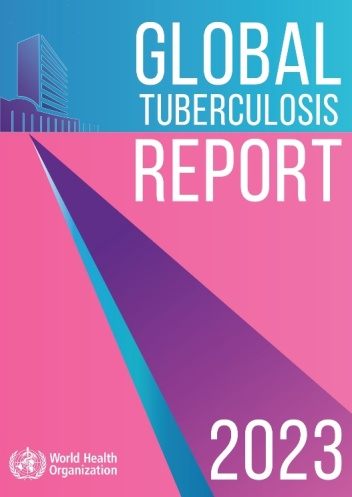 GLOBAL
TUBERCULOSIS
REPORT
2023
World Health
Organization